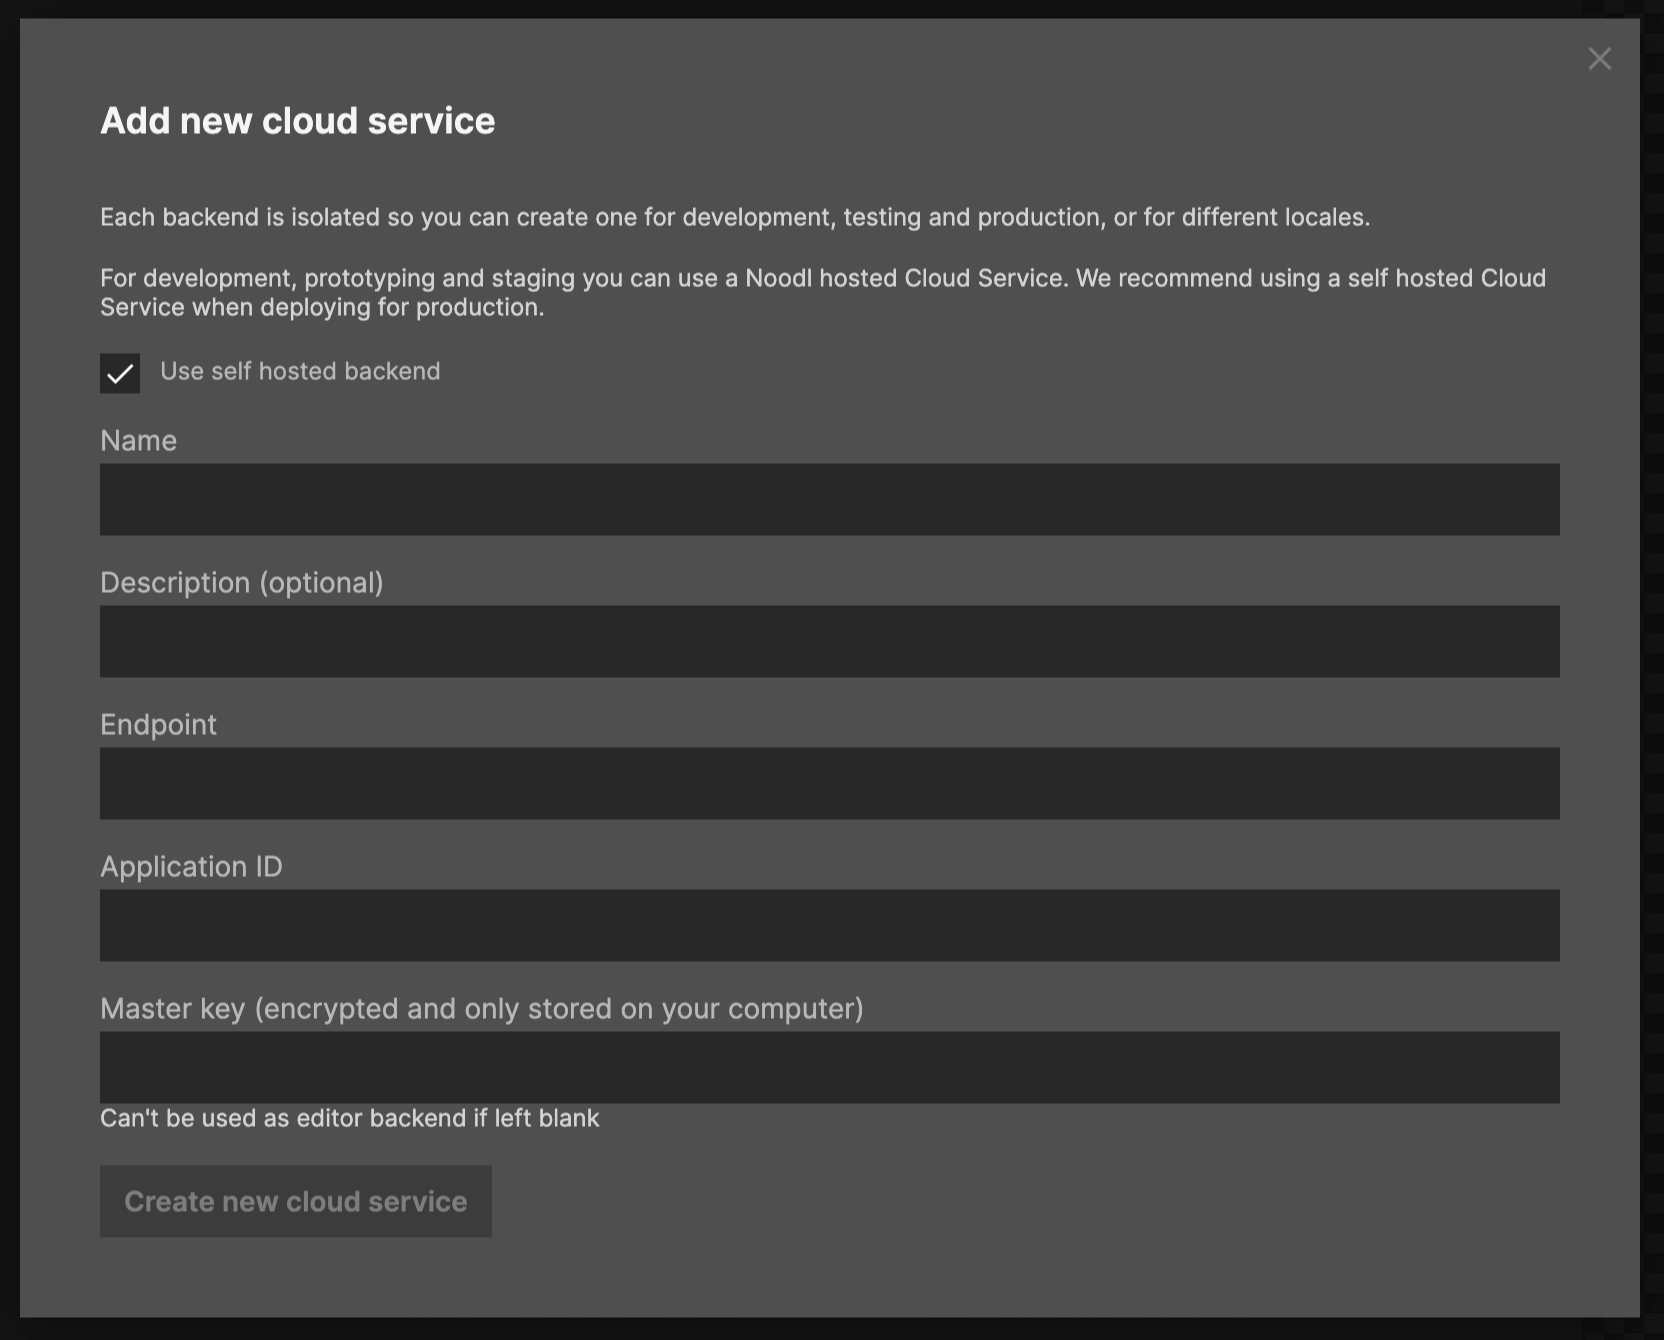 Add new cloud service
Each backend is isolated so you can create one for development, testing and production, or for different locales.
For development, prototyping and staging you can use a Noodl hosted Cloud Service. We recommend using a self hosted Cloud
Service when deploying for production.
Use self hosted backend
Name
Description (optional)
Endpoint
Application ID
Master key (encrypted and only stored on your computer)
Can't be used as editor backend if left blank
Create new cloud service